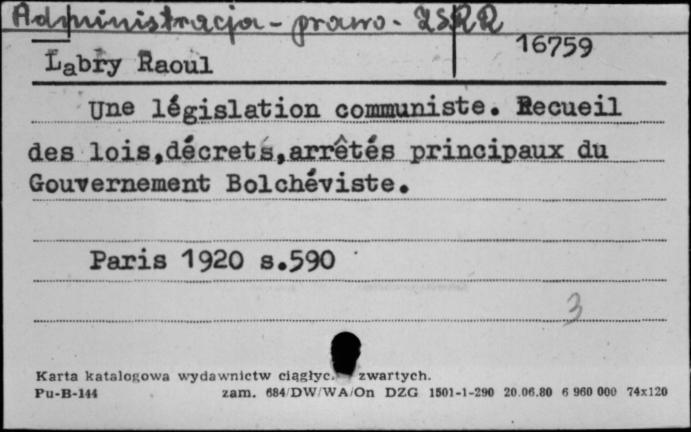 Administracja - prawo - ZSRR
16759
Labry Raoul
Une législation communiste. Recueil
des lois,décrets,arrêtés principaux du
Gouvernement Bolchéviste.
Paris 1920 s.590
3
Karta katalogowa wydawnictw ciągłyc. zwartych.
Pu-B-144 zam. 684/DW/WA/On DZG 1501-1-290 20.06.80 6 960 000 74x120